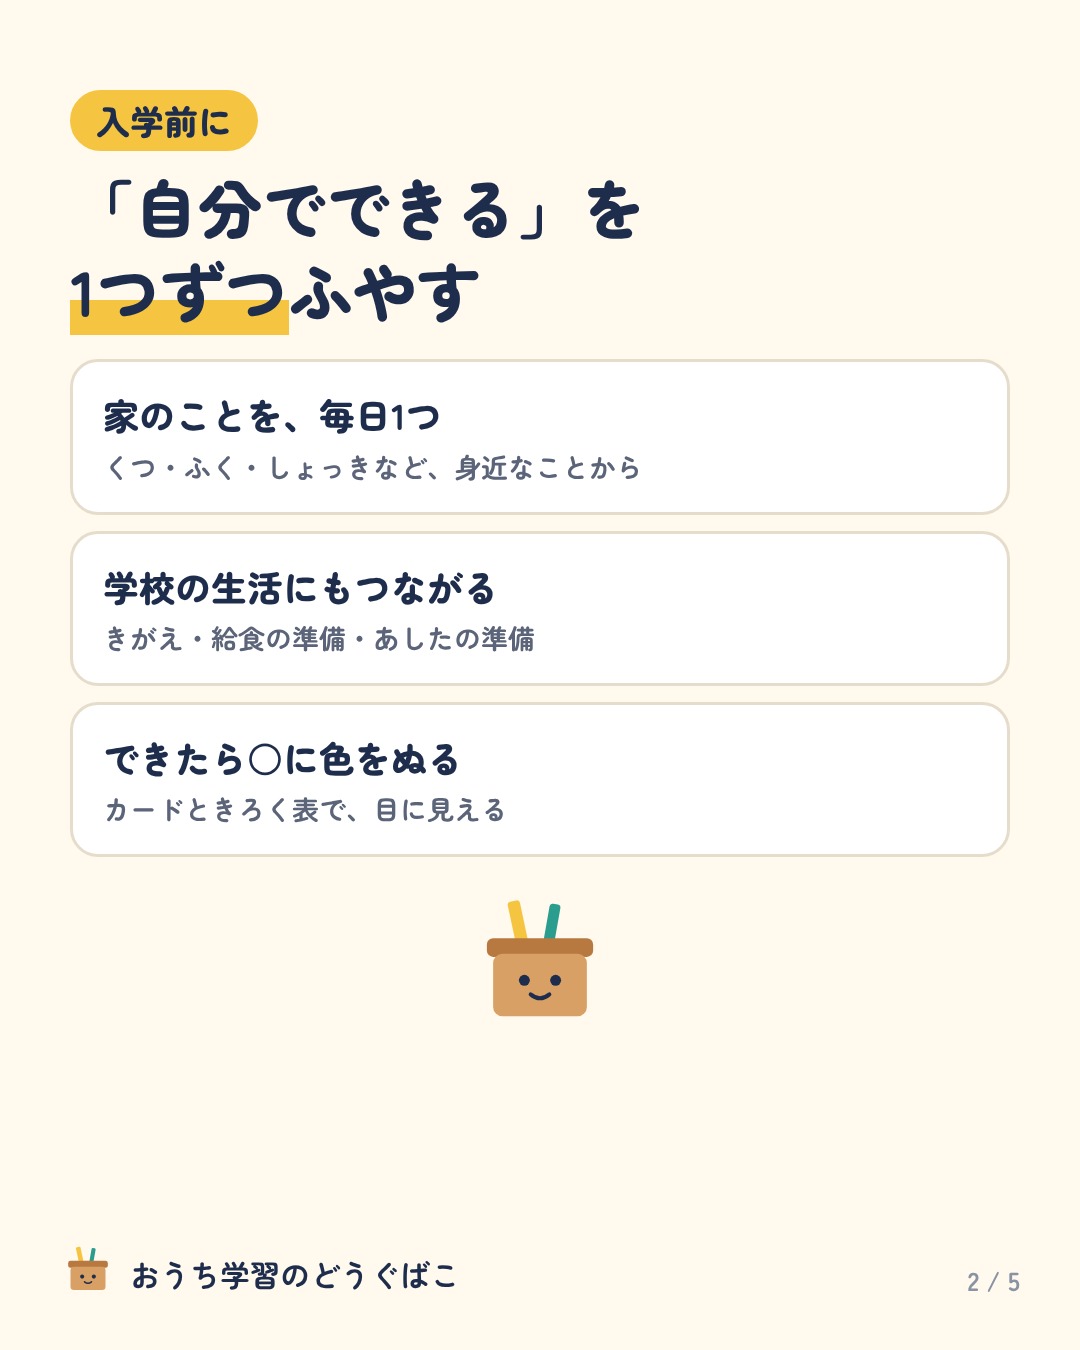 入学前に
「自分でできる」を
1つずつふやす
家のことを、毎日1つ
くつ・ふく・しょっきなど、身近なことから
学校の生活にもつながる
きがえ・給食の準備・あしたの準備
できたら○に色をぬる
カードときろく表で、目に見える
おうち学習のどうぐばこ
2 / 5